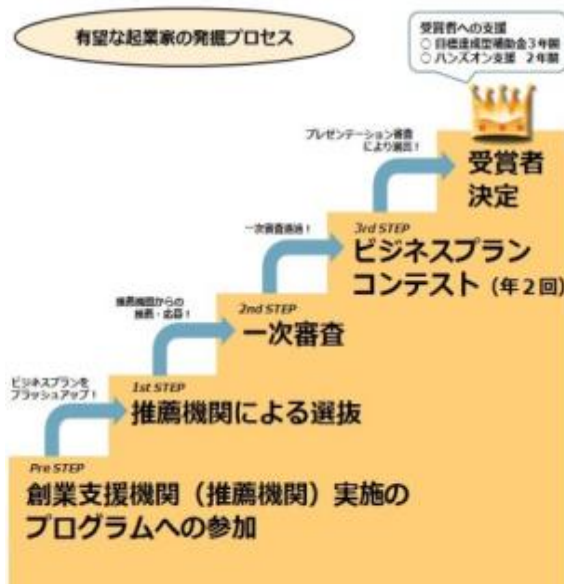 有望な起業家の発掘プロセス
受賞者への支援
○ 目標達成型補助金3年間
○ ハンズオン支援 2年間
プレゼンテーション審査
により選出！
受賞者
決定
一次審査通過！
3rd STEP
ビジネスプラン
コンテスト（年２回）
推薦機関からの
推薦・応募！
2nd STEP
一次審査
ビジネスプランを
ブラッシュアップ！
1st STEP
推薦機関による選抜
Pre STEP
創業支援機関（推薦機関）実施の
プログラムへの参加